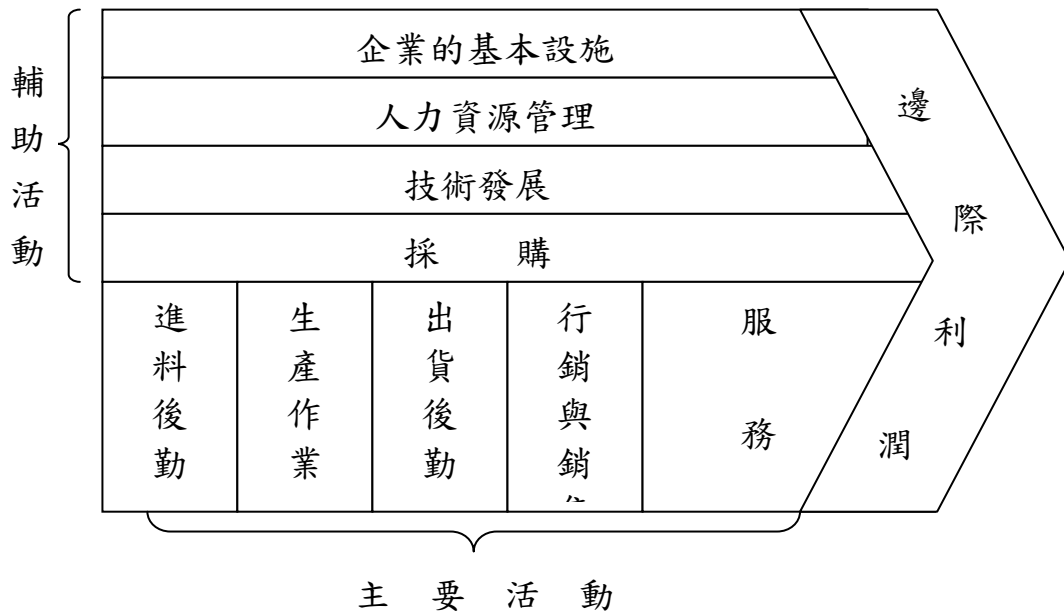 輔助活動
企業的基本設施
人力資源管理
技術發展
採購
進料後勤
生產作業
出貨後勤
行銷與銷
服務
邊際利潤
主要活動